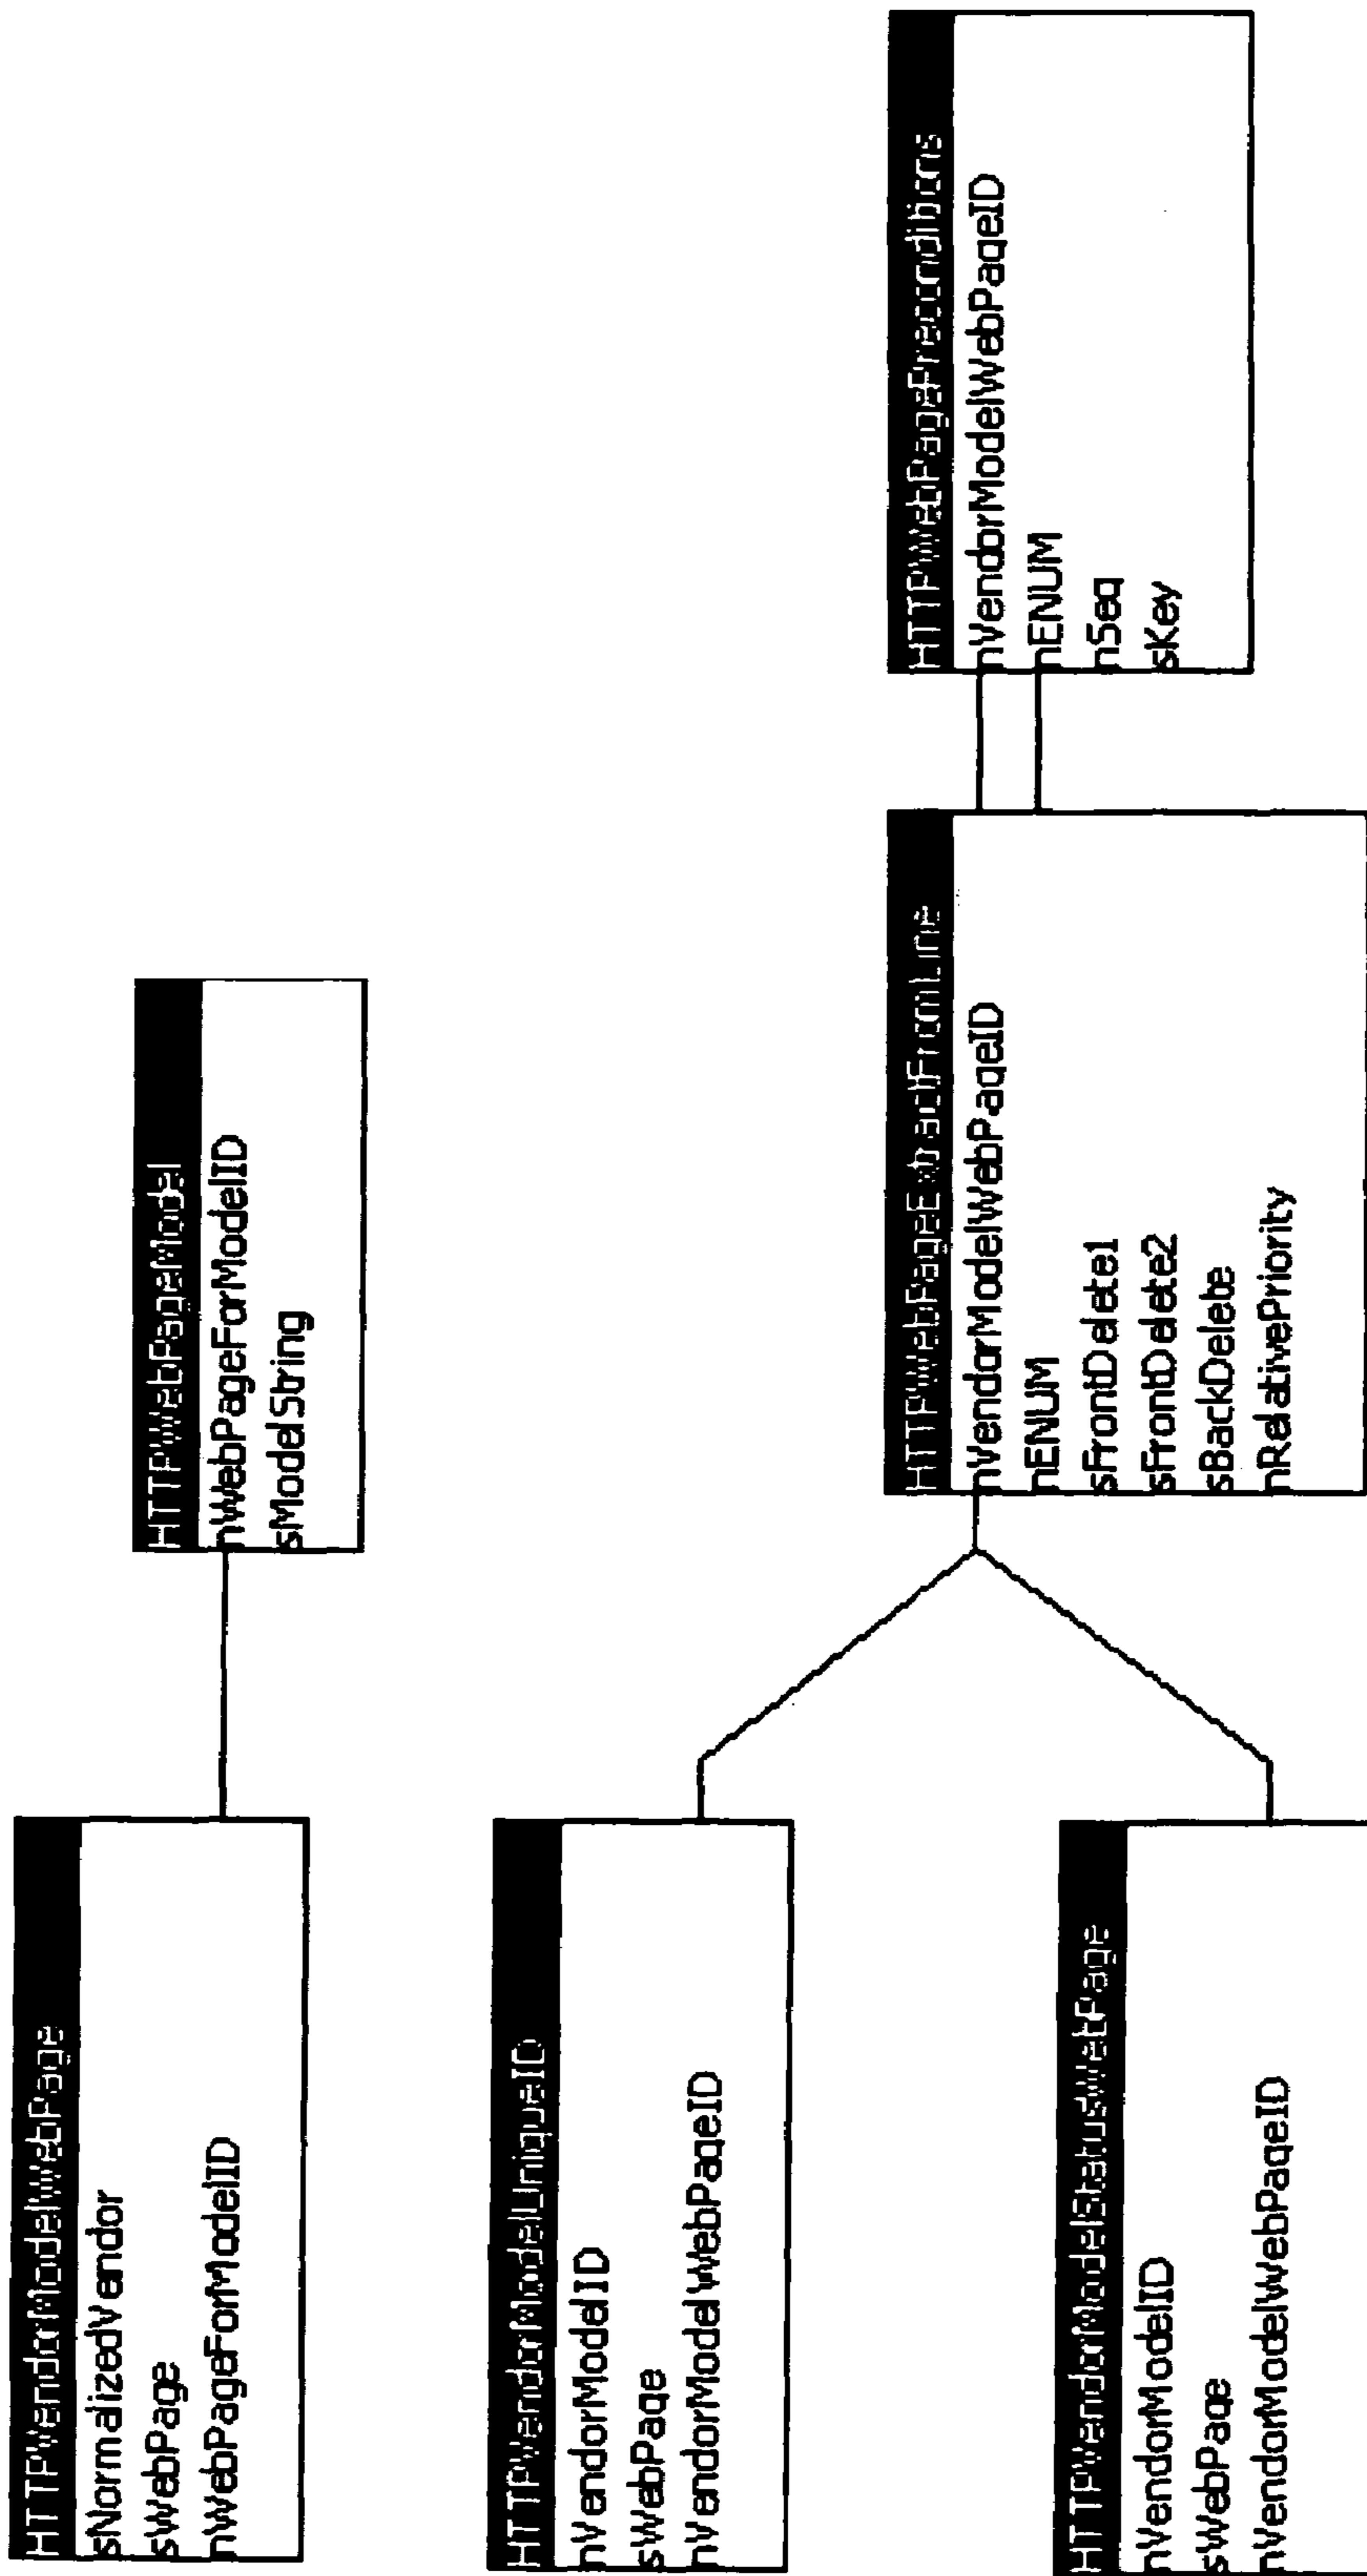 HTTPVendorModelWebPage
sNormalizedVendor
sWebPage
nWebPageForModelID
HTTPWebPageModel
nWebPageForModelID
sModelString
HTTPVendorModelUniqueID
nVendorModelID
sWebPage
nVendorModelWebPageID
HTTPVendorModelStatusWebPage
nVendorModelID
sWebPage
nVendorModelWebPageID
HTTPWebPageExtractFromLine
nVendorModelWebPageID
nENUM
sFrontDelete1
sFrontDelete2
sBackDelete
nRelativePriority
HTTPWebPagePreconditions
nVendorModelWebPageID
nENUM
nSeq
sKey